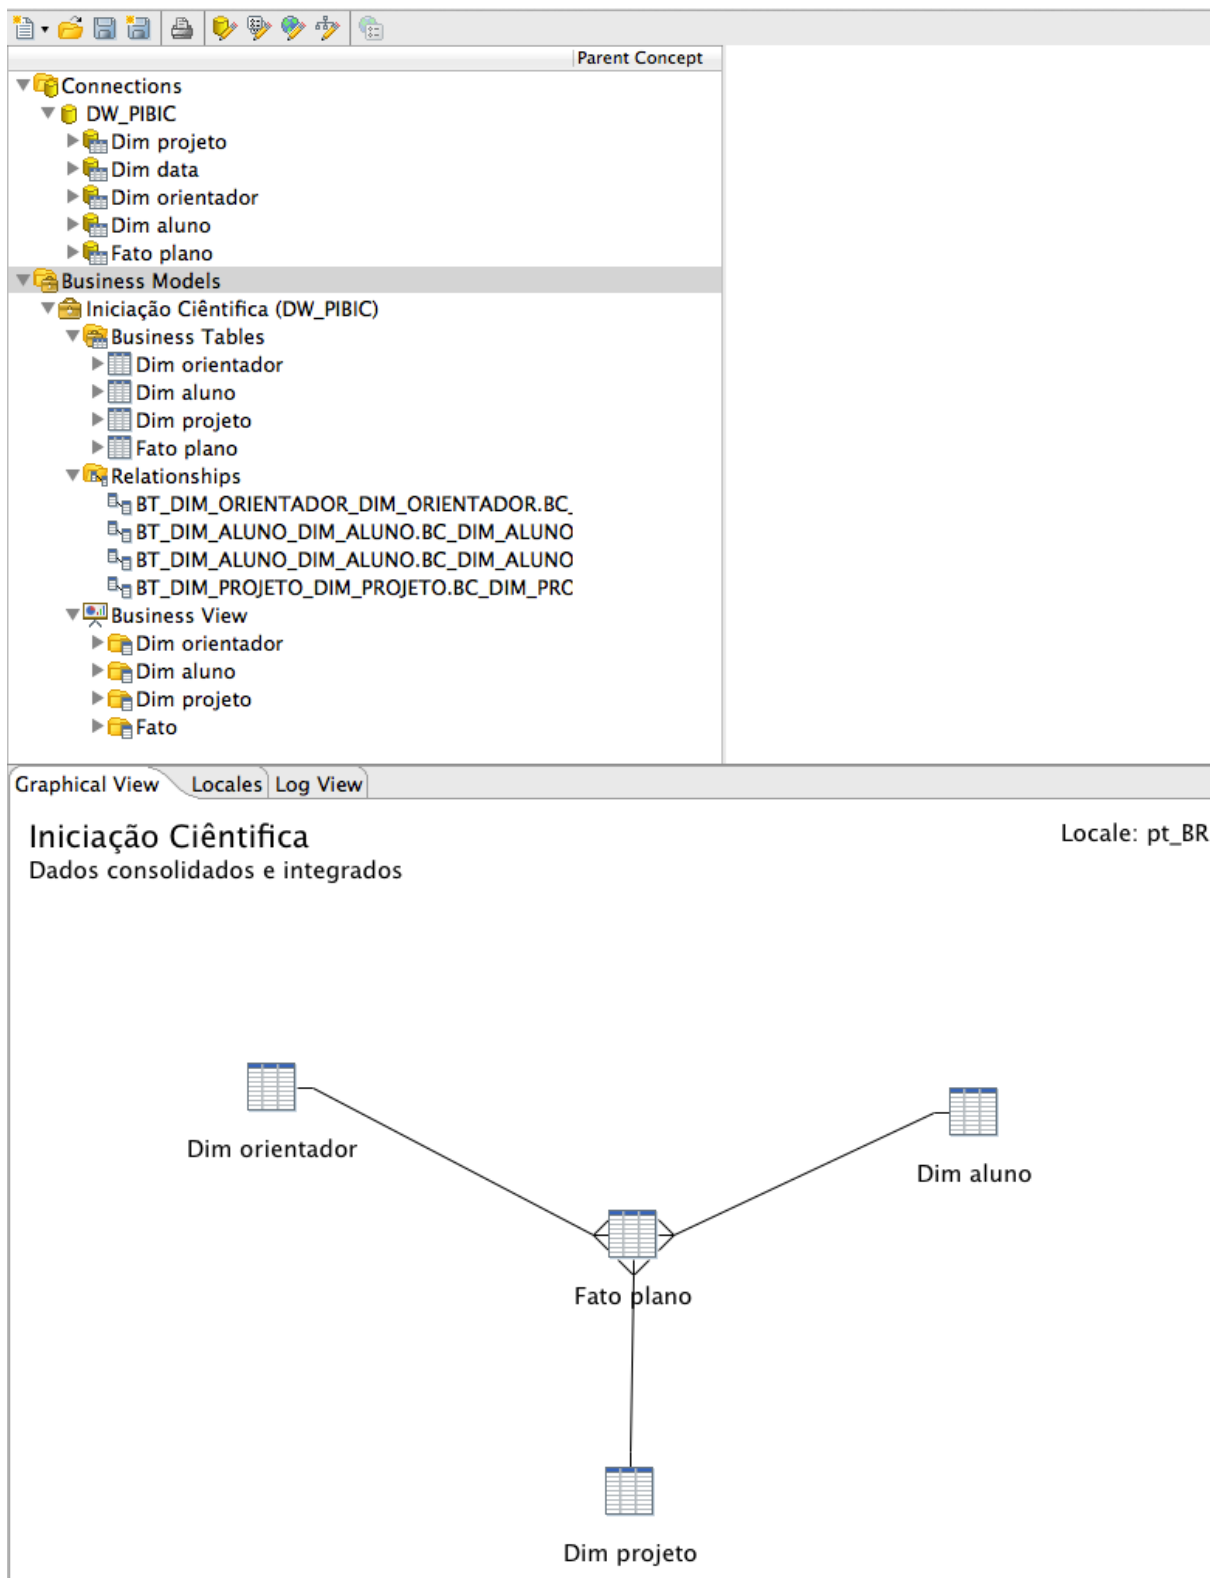 Parent Concept
Connections
DW_PIBIC
Dim projeto
Dim data
Dim orientador
Dim aluno
Fato plano
Business Models
Iniciação Ciêntifica (DW_PIBIC)
Business Tables
Dim orientador
Dim aluno
Dim projeto
Fato plano
Relationships
BT_DIM_ORIENTADOR_DIM_ORIENTADOR.BC_
BT_DIM_ALUNO_DIM_ALUNO.BC_DIM_ALUNO
BT_DIM_ALUNO_DIM_ALUNO.BC_DIM_ALUNO
BT_DIM_PROJETO_DIM_PROJETO.BC_DIM_PRO
Business View
Dim orientador
Dim aluno
Dim projeto
Fato
Graphical View Locales Log View
Iniciação Ciêntifica Locale: pt_BR
Dados consolidados e integrados
Dim orientador
Dim aluno
Fato plano
Dim projeto